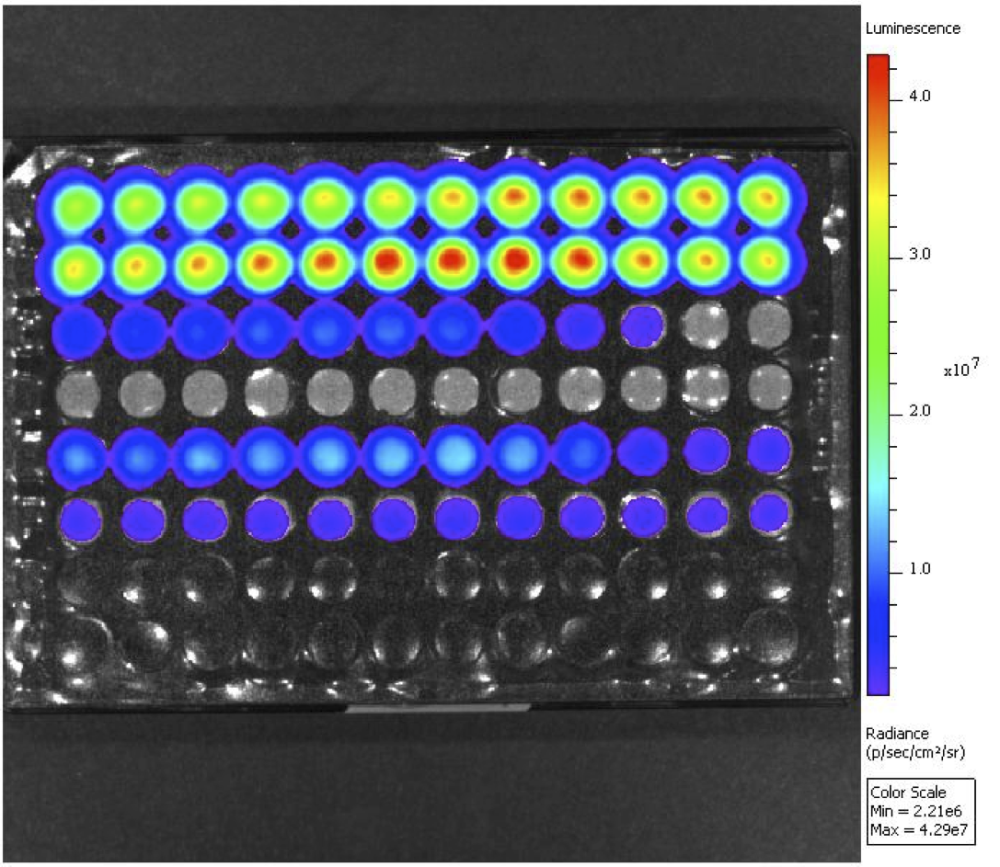 Luminescence
4.0
3.0
x10⁷
2.0
1.0
Radiance
(p/sec/cm²/sr)
Color Scale
Min = 2.21e6
Max = 4.29e7